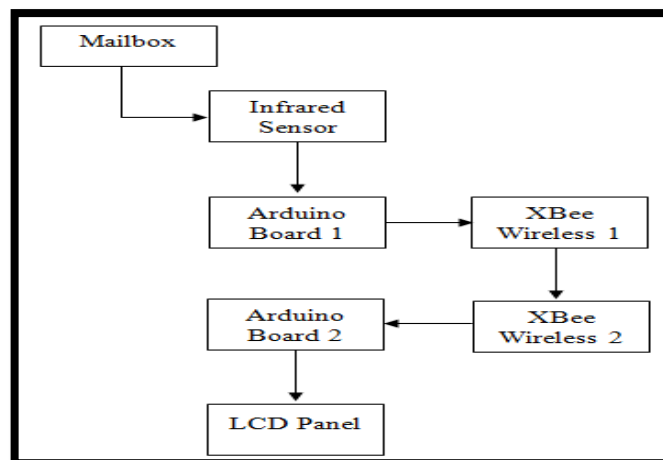 Mailbox
Infrared
Sensor
Arduino
Board 1
XBee
Wireless 1
Arduino
Board 2
XBee
Wireless 2
LCD Panel